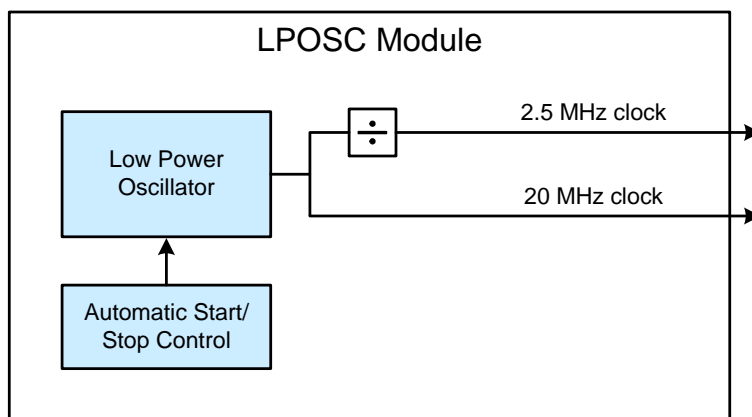 LPOSC Module
2.5 MHz clock
÷
Low Power
Oscillator
20 MHz clock
Automatic Start/
Stop Control